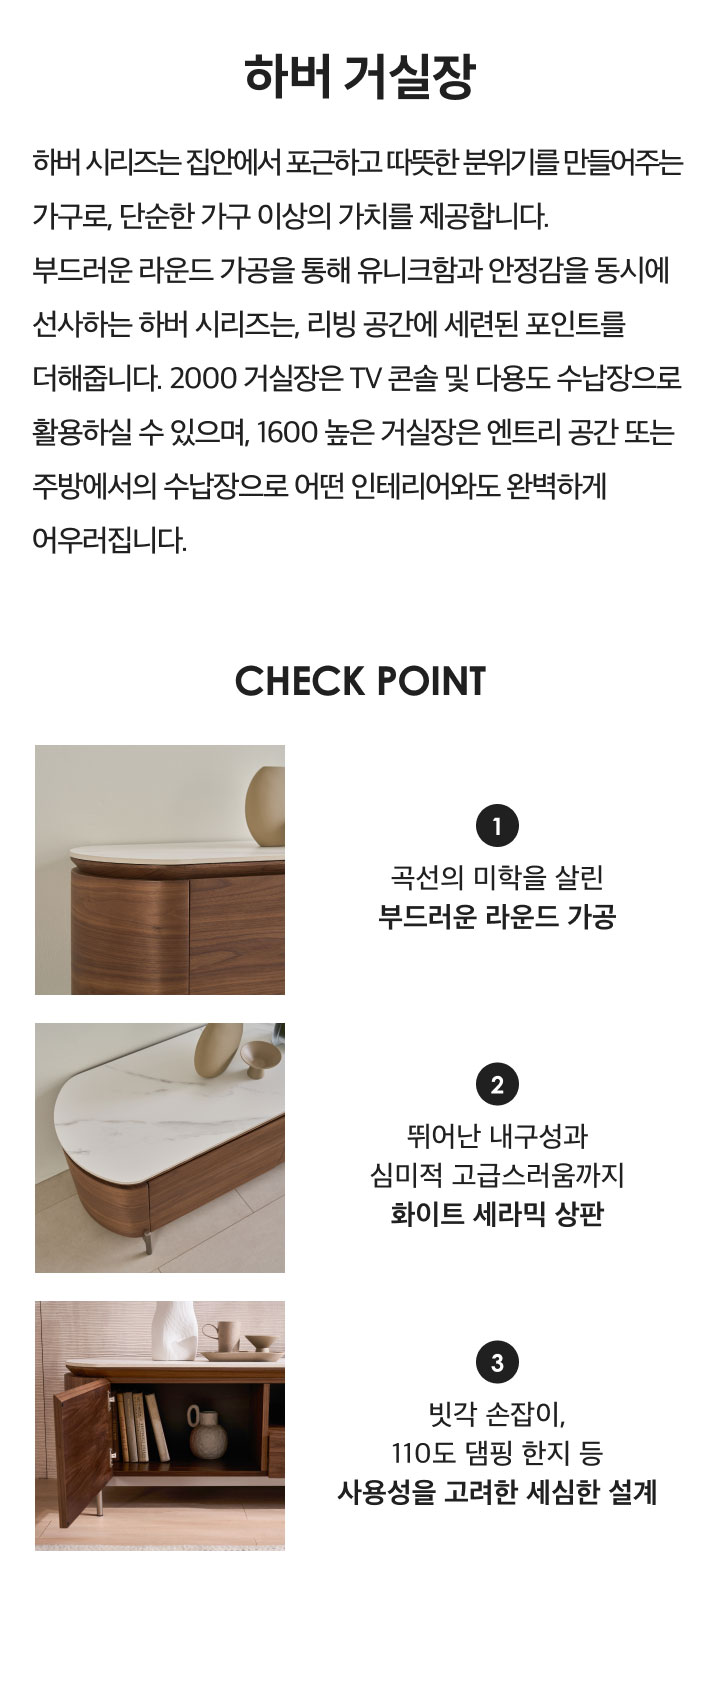 하버 거실장
하버 시리즈는 집안에서 포근하고 따뜻한 분위기를 만들어주는
가구로, 단순한 가구 이상의 가치를 제공합니다.
부드러운 라운드 가공을 통해 유니크함과 안정감을 동시에
선사하는 하버 시리즈는, 리빙 공간에 세련된 포인트를
더해줍니다. 2000 거실장은 TV 콘솔 및 다용도 수납장으로
활용하실 수 있으며, 1600 높은 거실장은 엔트리 공간 또는
주방에서의 수납장으로 어떤 인테리어와도 완벽하게
어우러집니다.
CHECK POINT
1
곡선의 미학을 살린
부드러운 라운드 가공
2
뛰어난 내구성과
심미적 고급스러움까지
화이트 세라믹 상판
3
빗각 손잡이,
110도 댐핑 한지 등
사용성을 고려한 세심한 설계